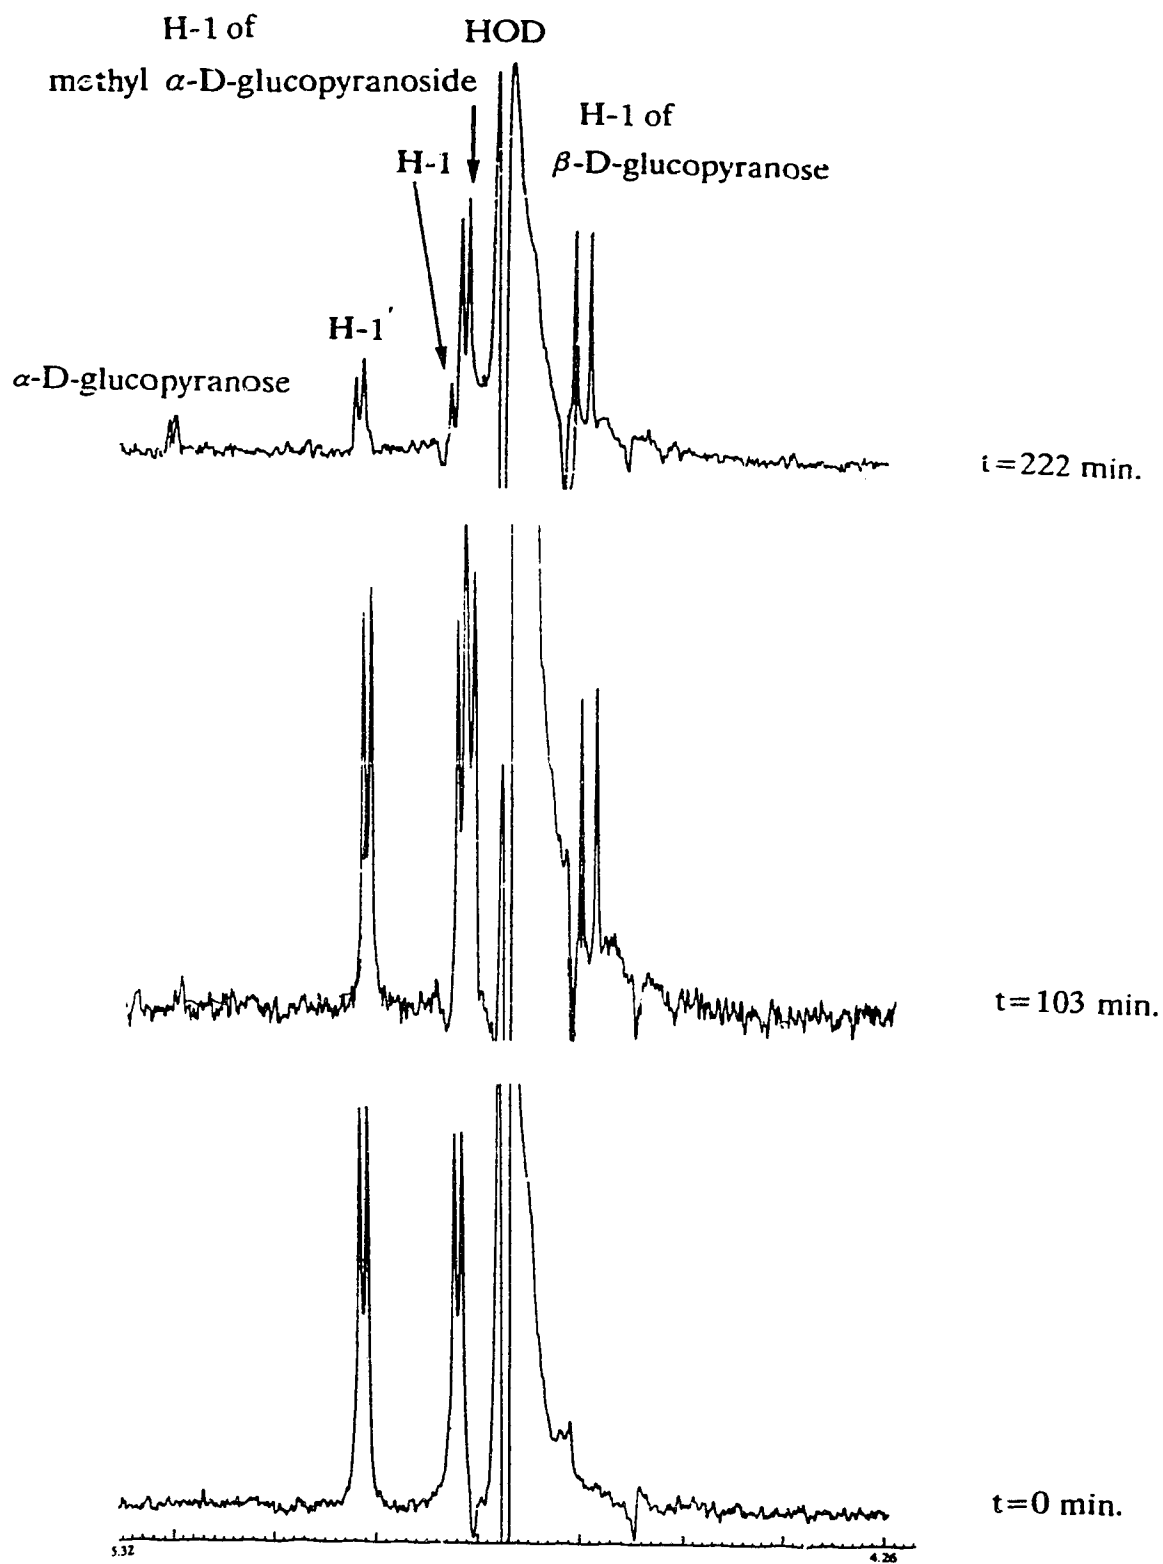 H-1 of
methyl α-D-glucopyranoside
HOD
H-1 of
β-D-glucopyranose
H-1
H-1'
α-D-glucopyranose
t=222 min.
t=103 min.
t=0 min.
5.32
4.26